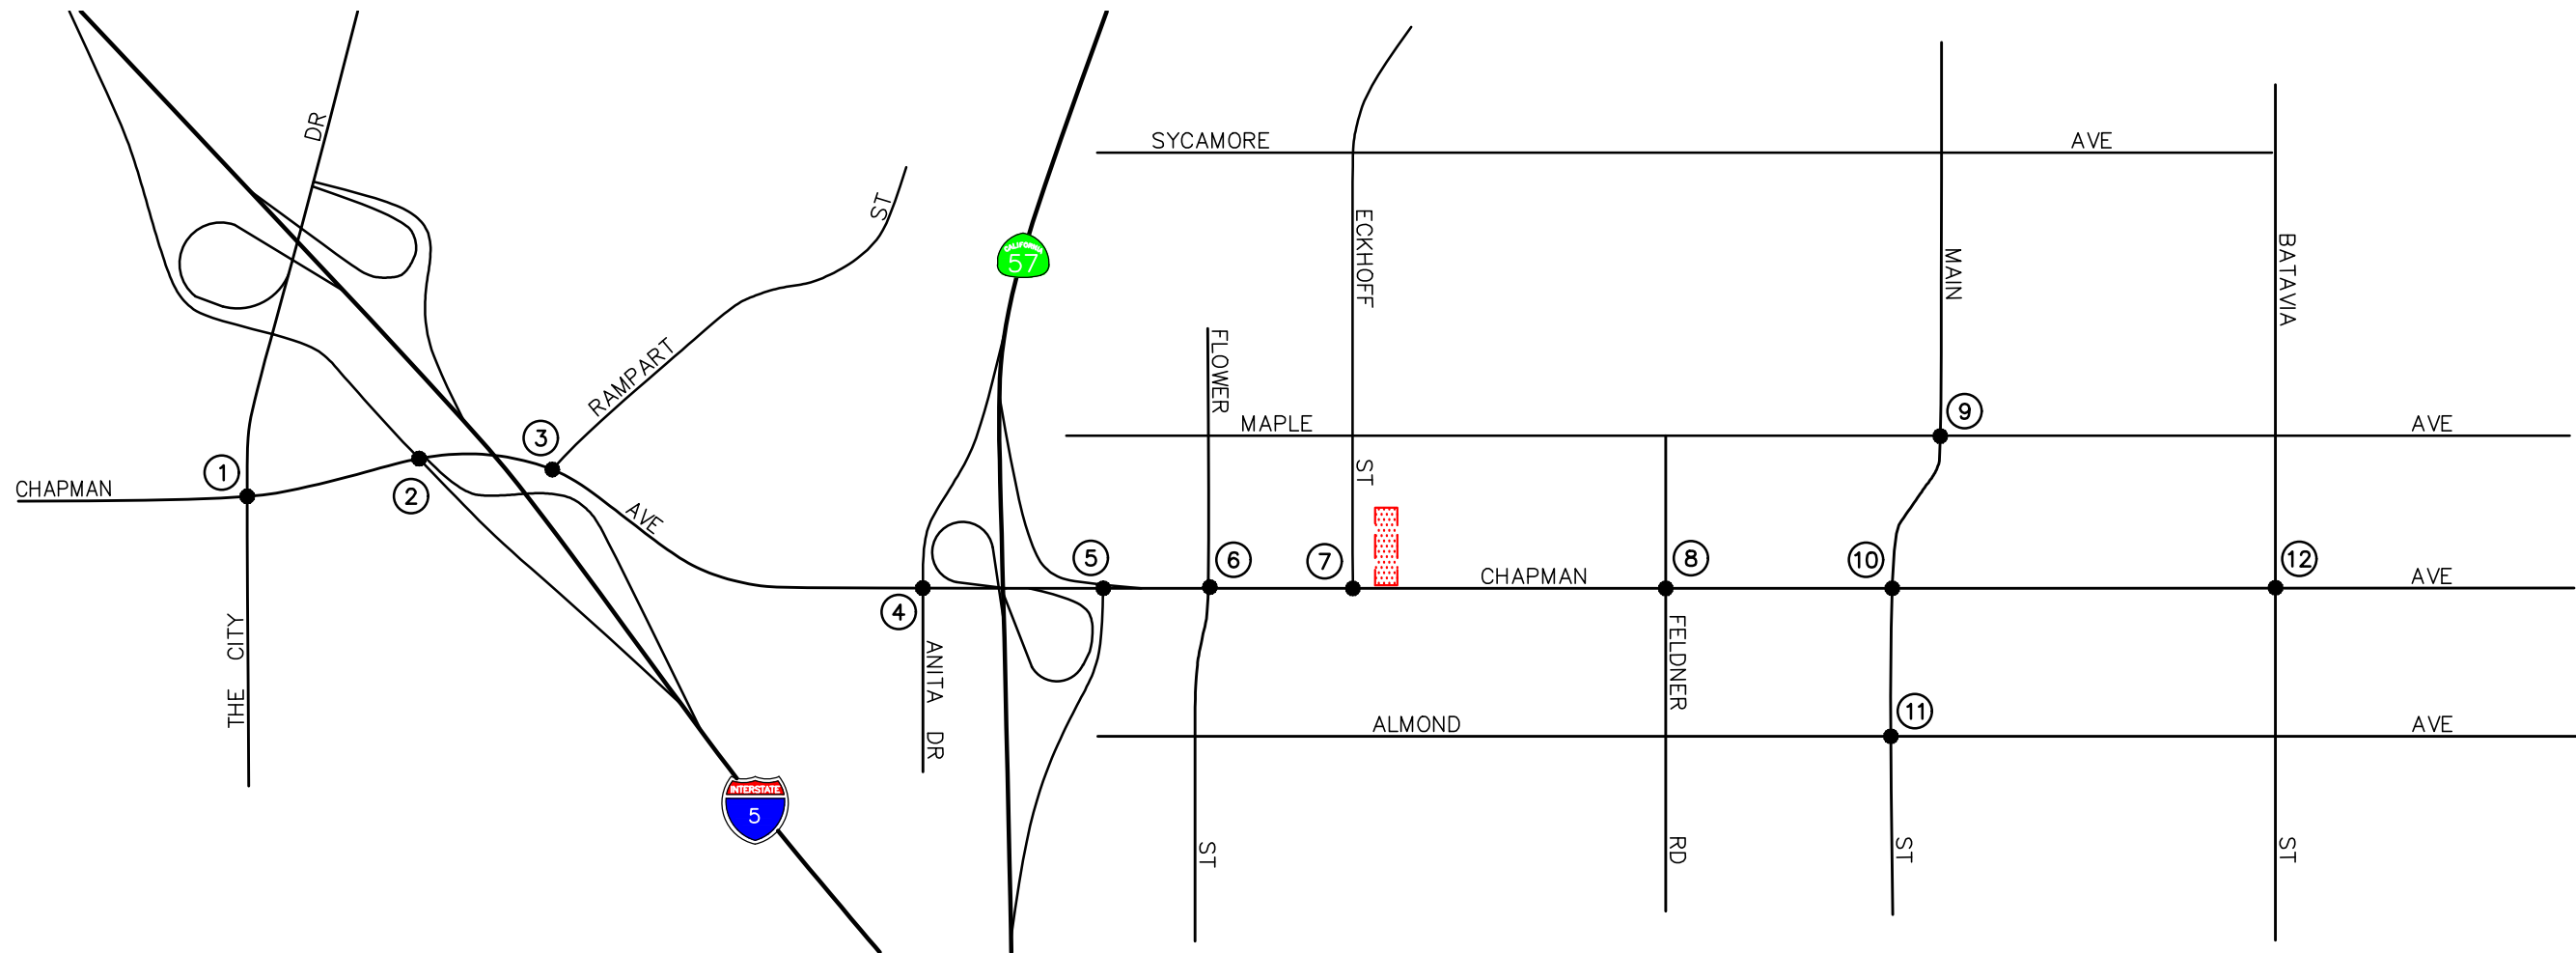 DR
SYCAMORE AVE
ST
ECKHOFF
CALIFORNIA
57
MAIN
BATAVIA
FLOWER
RAMPART
9
MAPLE AVE
3
1
2
CHAPMAN
ST
AVE
5
6
7
8
10
12
CHAPMAN AVE
4
THE CITY
ANITA DR
FELDNER
11
ALMOND AVE
INTERSTATE
5
ST
RD
ST
ST